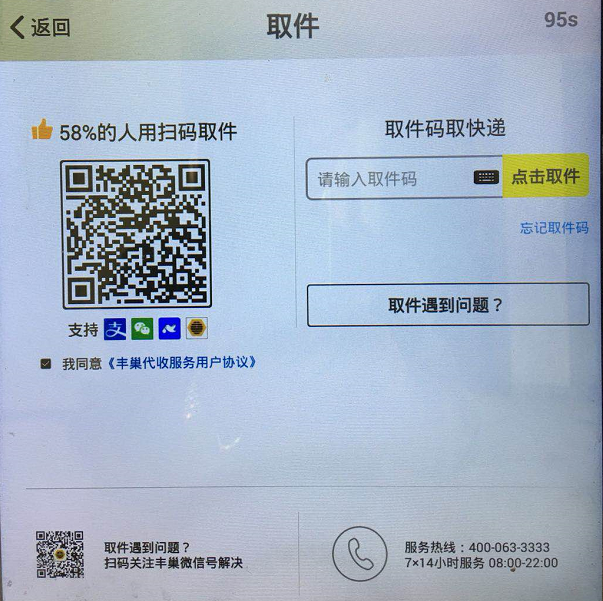 返回
取件
95s
58%的人用扫码取件
支持
支
我同意《丰巢代收服务用户协议》
取件码取快递
请输入取件码
点击取件
忘记取件码
取件遇到问题？
取件遇到问题？
扫码关注丰巢微信号解决
服务热线：400-063-3333
7×14小时服务 08:00-22:00